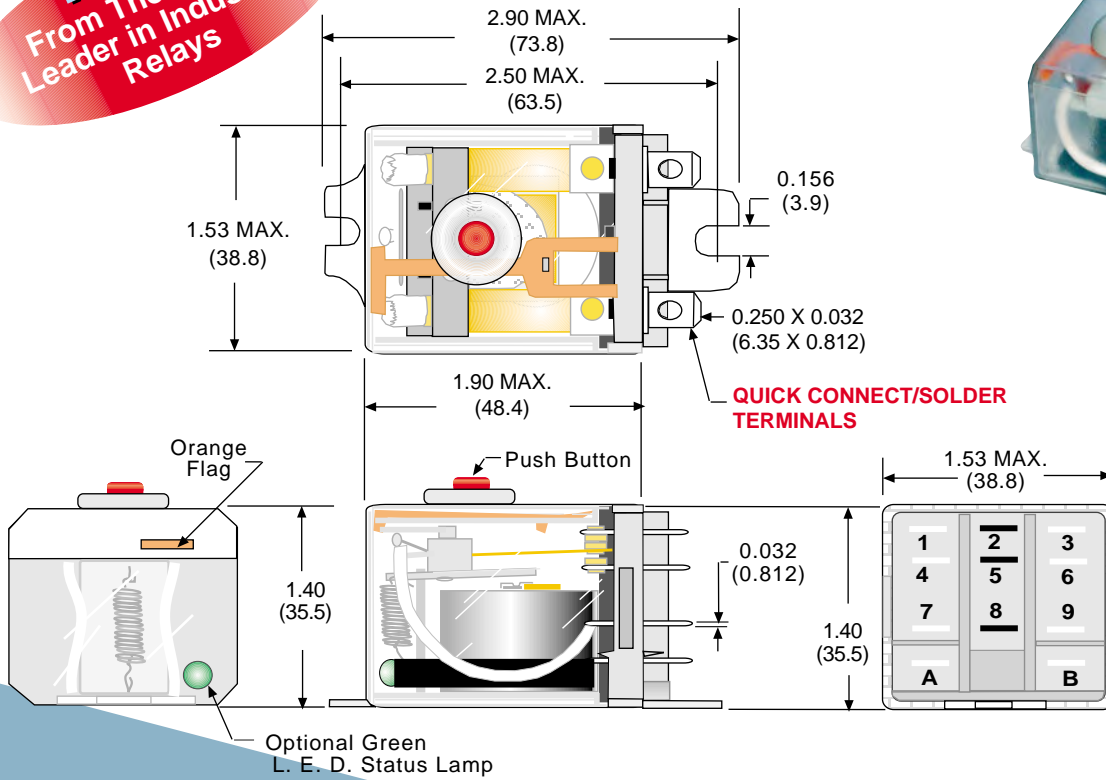 From The
Leader in Indus
Relays
2.90 MAX.
(73.8)
2.50 MAX.
(63.5)
1.53 MAX.
(38.8)
0.156
(3.9)
0.250 X 0.032
(6.35 X 0.812)
QUICK CONNECT/SOLDER
TERMINALS
1.90 MAX.
(48.4)
Orange
Flag
Push Button
1.40
(35.5)
0.032
(0.812)
1.53 MAX.
(38.8)
1.40
(35.5)
1 2 3
4 5 6
7 8 9
A B
Optional Green
L. E. D. Status Lamp